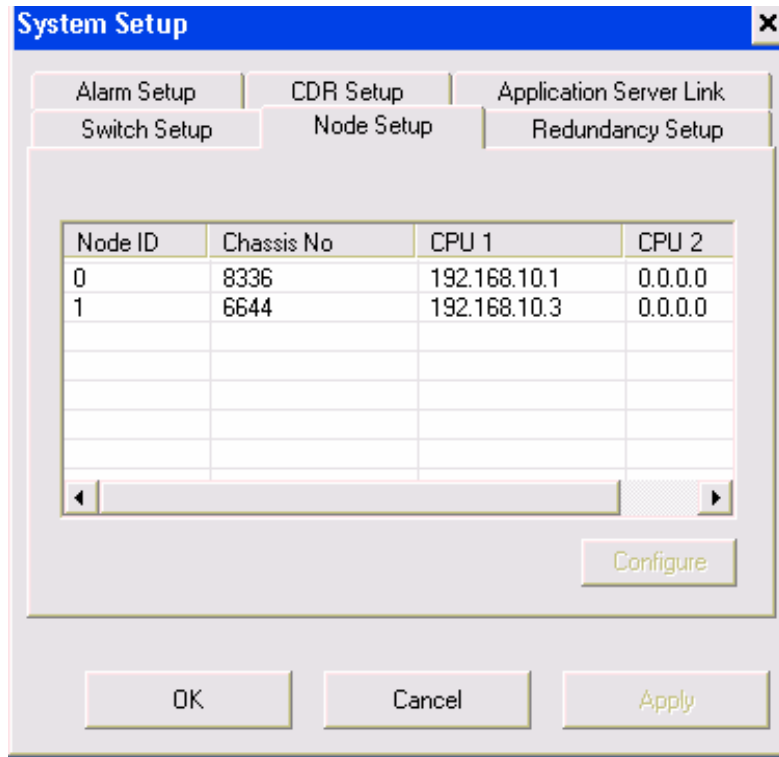 System Setup
Alarm Setup CDR Setup Application Server Link
Switch Setup Node Setup Redundancy Setup
Node ID Chassis No CPU 1 CPU 2
0 8336 192.168.10.1 0.0.0.0
1 6644 192.168.10.3 0.0.0.0
Configure
OK Cancel Apply